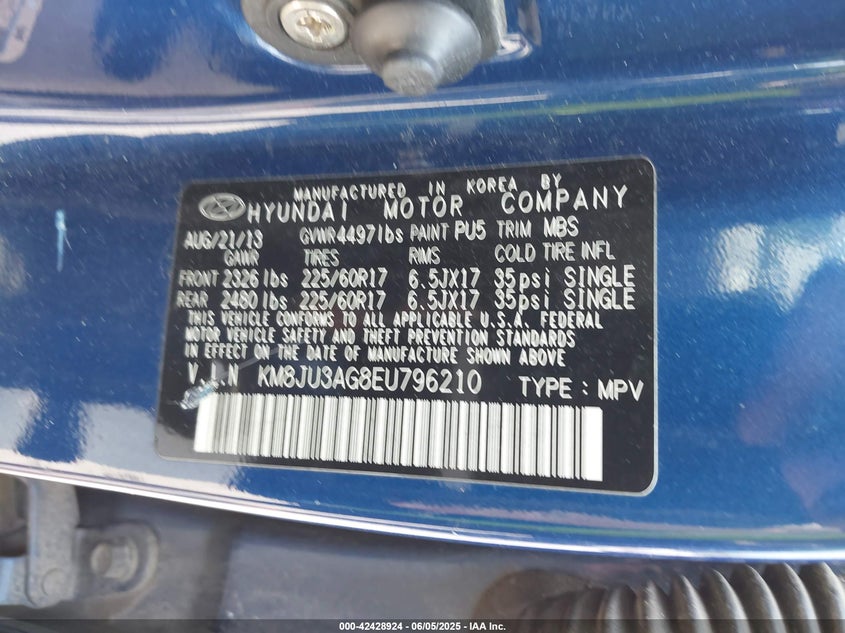 MANUFACTURED IN KOREA BY
HYUNDAI MOTOR COMPANY
AUG/21/13 GVWR 4497 lbs PAINT PU5 TRIM MBS
GAWR TIRES RIMS COLD TIRE INFL
FRONT 2326 lbs 225/60R17 6.5JX17 35psi SINGLE
REAR 2480 lbs 225/60R17 6.5JX17 35psi SINGLE
THIS VEHICLE CONFORMS TO ALL APPLICABLE U.S.A. FEDERAL
MOTOR VEHICLE SAFETY AND THEFT PREVENTION STANDARDS
IN EFFECT ON THE DATE OF MANUFACTURE SHOWN ABOVE
V.I.N KM8JU3AG8EU796210 TYPE : MPV
000-42428924 | 06/05/2025 - IAA Inc.